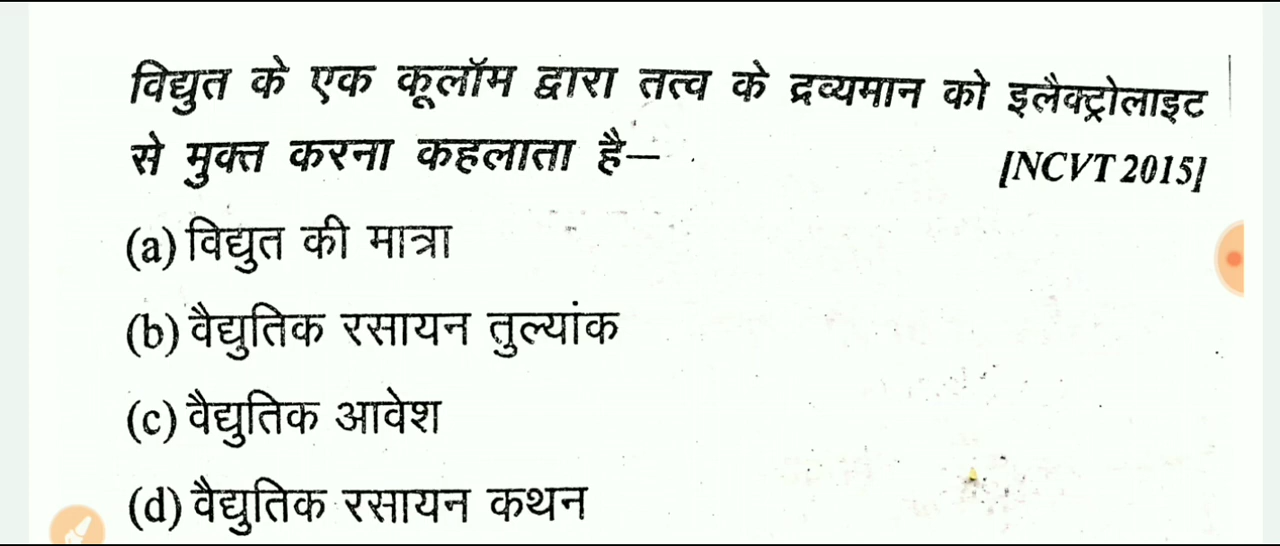 विद्युत के एक कूलॉम द्वारा तत्व के द्रव्यमान को इलैक्ट्रोलाइट
से मुक्त करना कहलाता है—
[NCVT 2015]
(a) विद्युत की मात्रा
(b) वैद्युतिक रसायन तुल्यांक
(c) वैद्युतिक आवेश
(d) वैद्युतिक रसायन कथन